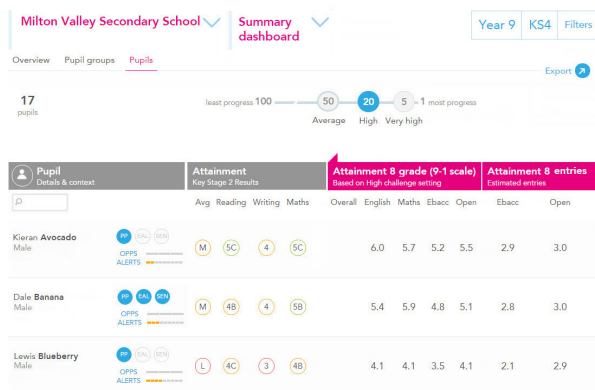 Milton Valley Secondary School
Summary dashboard
Year 9 KS4 Filters
Overview Pupil groups Pupils
Export
17
pupils
least progress 100 50 20 5 1 most progress
Average High Very high
Pupil
Details & context
Attainment
Key Stage 2 Results
Attainment 8 grade (9-1 scale)
Based on High challenge setting
Attainment 8 entries
Estimated entries
Avg Reading Writing Maths Overall English Maths Ebacc Open Ebacc Open
Kieran Avocado
Male
PP EAL SEN
OPPS
ALERTS
M 5C 4 5C 6.0 5.7 5.2 5.5 2.9 3.0
Dale Banana
Male
PP EAL SEN
OPPS
ALERTS
M 4B 4 5B 5.4 5.9 4.8 5.1 2.8 3.0
Lewis Blueberry
Male
PP EAL SEN
OPPS
ALERTS
L 4C 3 4B 4.1 4.1 3.5 4.1 2.1 2.9